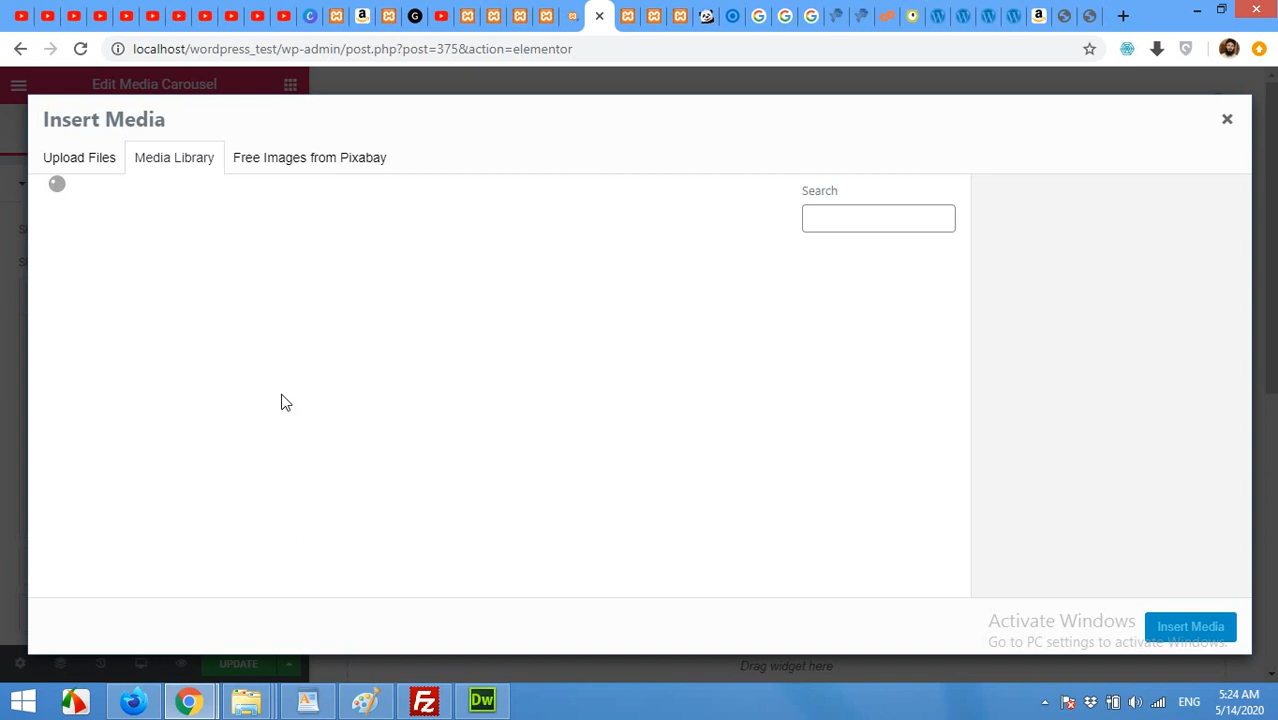 localhost/wordpress_test/wp-admin/post.php?post=375&action=elementor
Edit Media Carousel
Insert Media
Upload Files
Media Library
Free Images from Pixabay
Search
Activate Windows
Go to PC settings to activate Windows.
Insert Media
UPDATE
Drag widget here
Dw
ENG
5:24 AM
5/14/2020